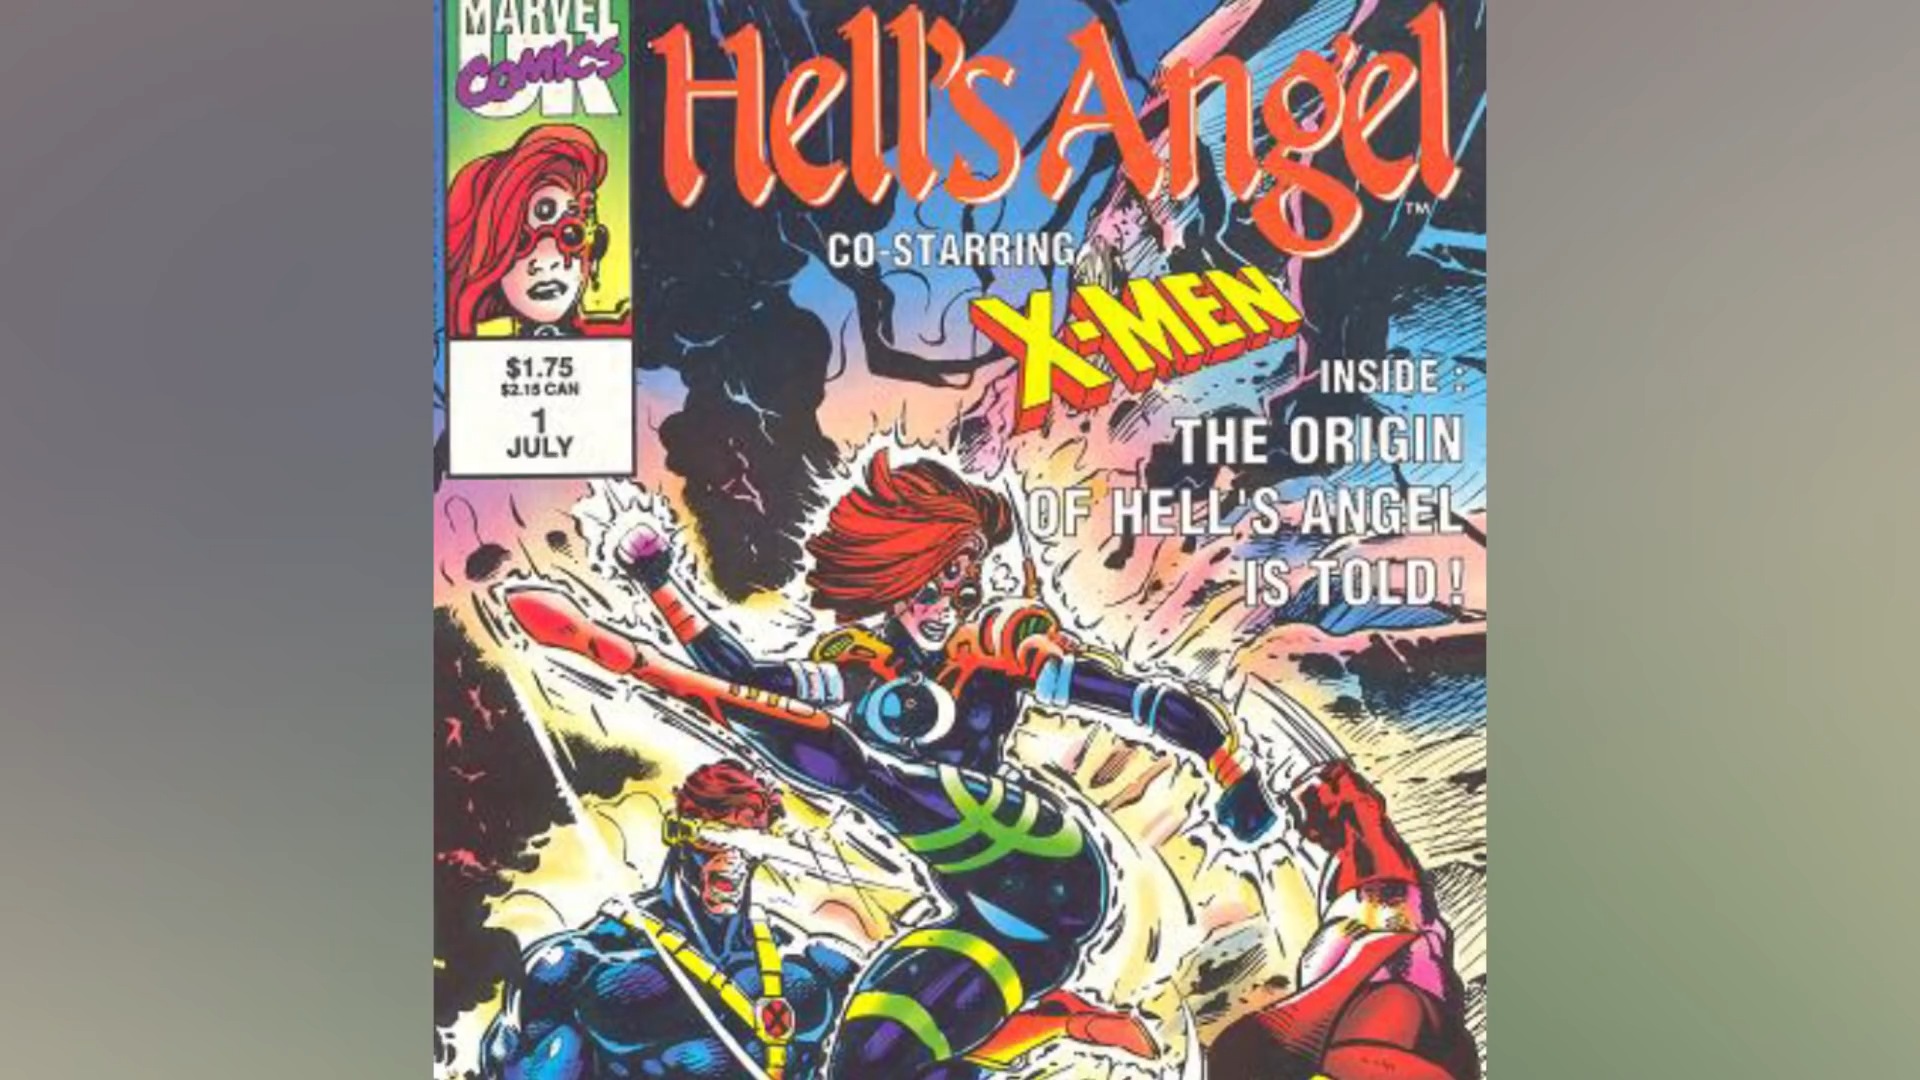 MARVEL
COMICS
UK
Hell's Angel
TM
CO-STARRING
X-MEN
INSIDE :
THE ORIGIN
OF HELL'S ANGEL
IS TOLD!
$1.75
$2.15 CAN
1
JULY